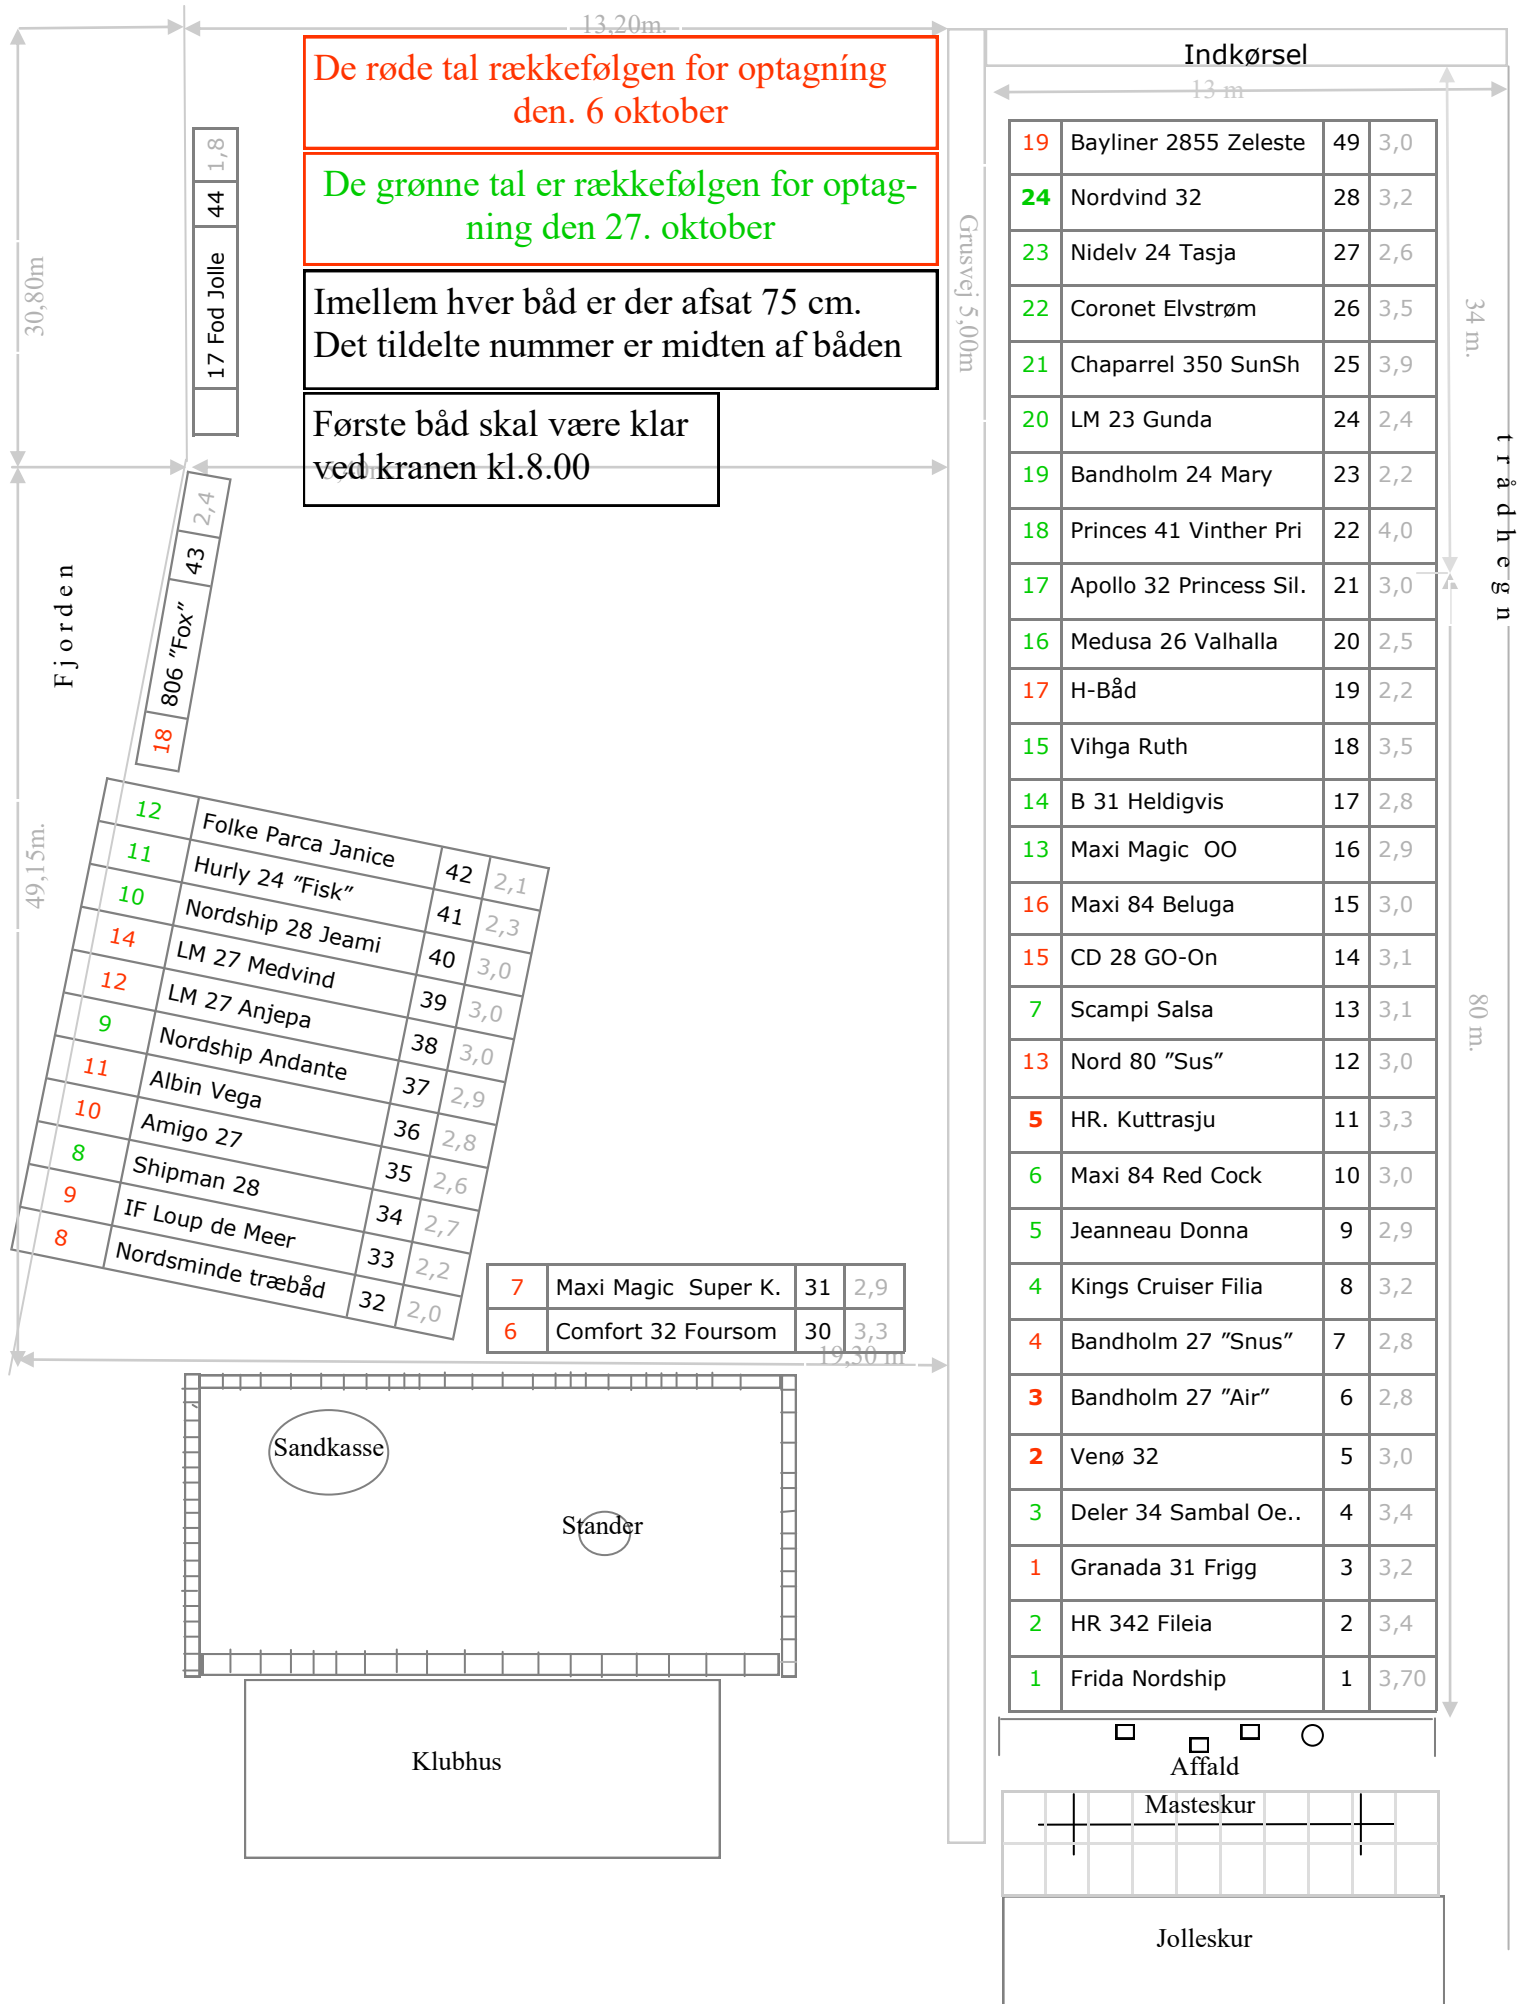 13,20m.
De røde tal rækkefølgen for optagníng
den. 6 oktober
De grønne tal er rækkefølgen for optag-
ning den 27. oktober
Imellem hver båd er der afsat 75 cm.
Det tildelte nummer er midten af båden
Første båd skal være klar
ved kranen kl.8.00
30,80m
17 Fod Jolle 44 1,8
18 806 ”Fox” 43 2,4
Fjorden
49,15m.
12 Folke Parca Janice 42 2,1
11 Hurly 24 ”Fisk” 41 2,3
10 Nordship 28 Jeami 40 3,0
14 LM 27 Medvind 39 3,0
12 LM 27 Anjepa 38 3,0
9 Nordship Andante 37 2,9
11 Albin Vega 36 2,8
10 Amigo 27 35 2,6
8 Shipman 28 34 2,7
9 IF Loup de Meer 33 2,2
8 Nordsminde træbåd 32 2,0
7 Maxi Magic Super K. 31 2,9
6 Comfort 32 Foursom 30 3,3
19,30 m
Sandkasse
Stander
Klubhus
Grusvej 5,00m
Indkørsel
13 m
19 Bayliner 2855 Zeleste 49 3,0
24 Nordvind 32 28 3,2
23 Nidelv 24 Tasja 27 2,6
22 Coronet Elvstrøm 26 3,5
21 Chaparrel 350 SunSh 25 3,9
20 LM 23 Gunda 24 2,4
19 Bandholm 24 Mary 23 2,2
18 Princes 41 Vinther Pri 22 4,0
17 Apollo 32 Princess Sil. 21 3,0
16 Medusa 26 Valhalla 20 2,5
17 H-Båd 19 2,2
15 Vihga Ruth 18 3,5
14 B 31 Heldigvis 17 2,8
13 Maxi Magic OO 16 2,9
16 Maxi 84 Beluga 15 3,0
15 CD 28 GO-On 14 3,1
7 Scampi Salsa 13 3,1
13 Nord 80 ”Sus” 12 3,0
5 HR. Kuttrasju 11 3,3
6 Maxi 84 Red Cock 10 3,0
5 Jeanneau Donna 9 2,9
4 Kings Cruiser Filia 8 3,2
4 Bandholm 27 ”Snus” 7 2,8
3 Bandholm 27 ”Air” 6 2,8
2 Venø 32 5 3,0
3 Deler 34 Sambal Oe.. 4 3,4
1 Granada 31 Frigg 3 3,2
2 HR 342 Fileia 2 3,4
1 Frida Nordship 1 3,70
34 m.
trådhegn
80 m.
Affald
Masteskur
Jolleskur